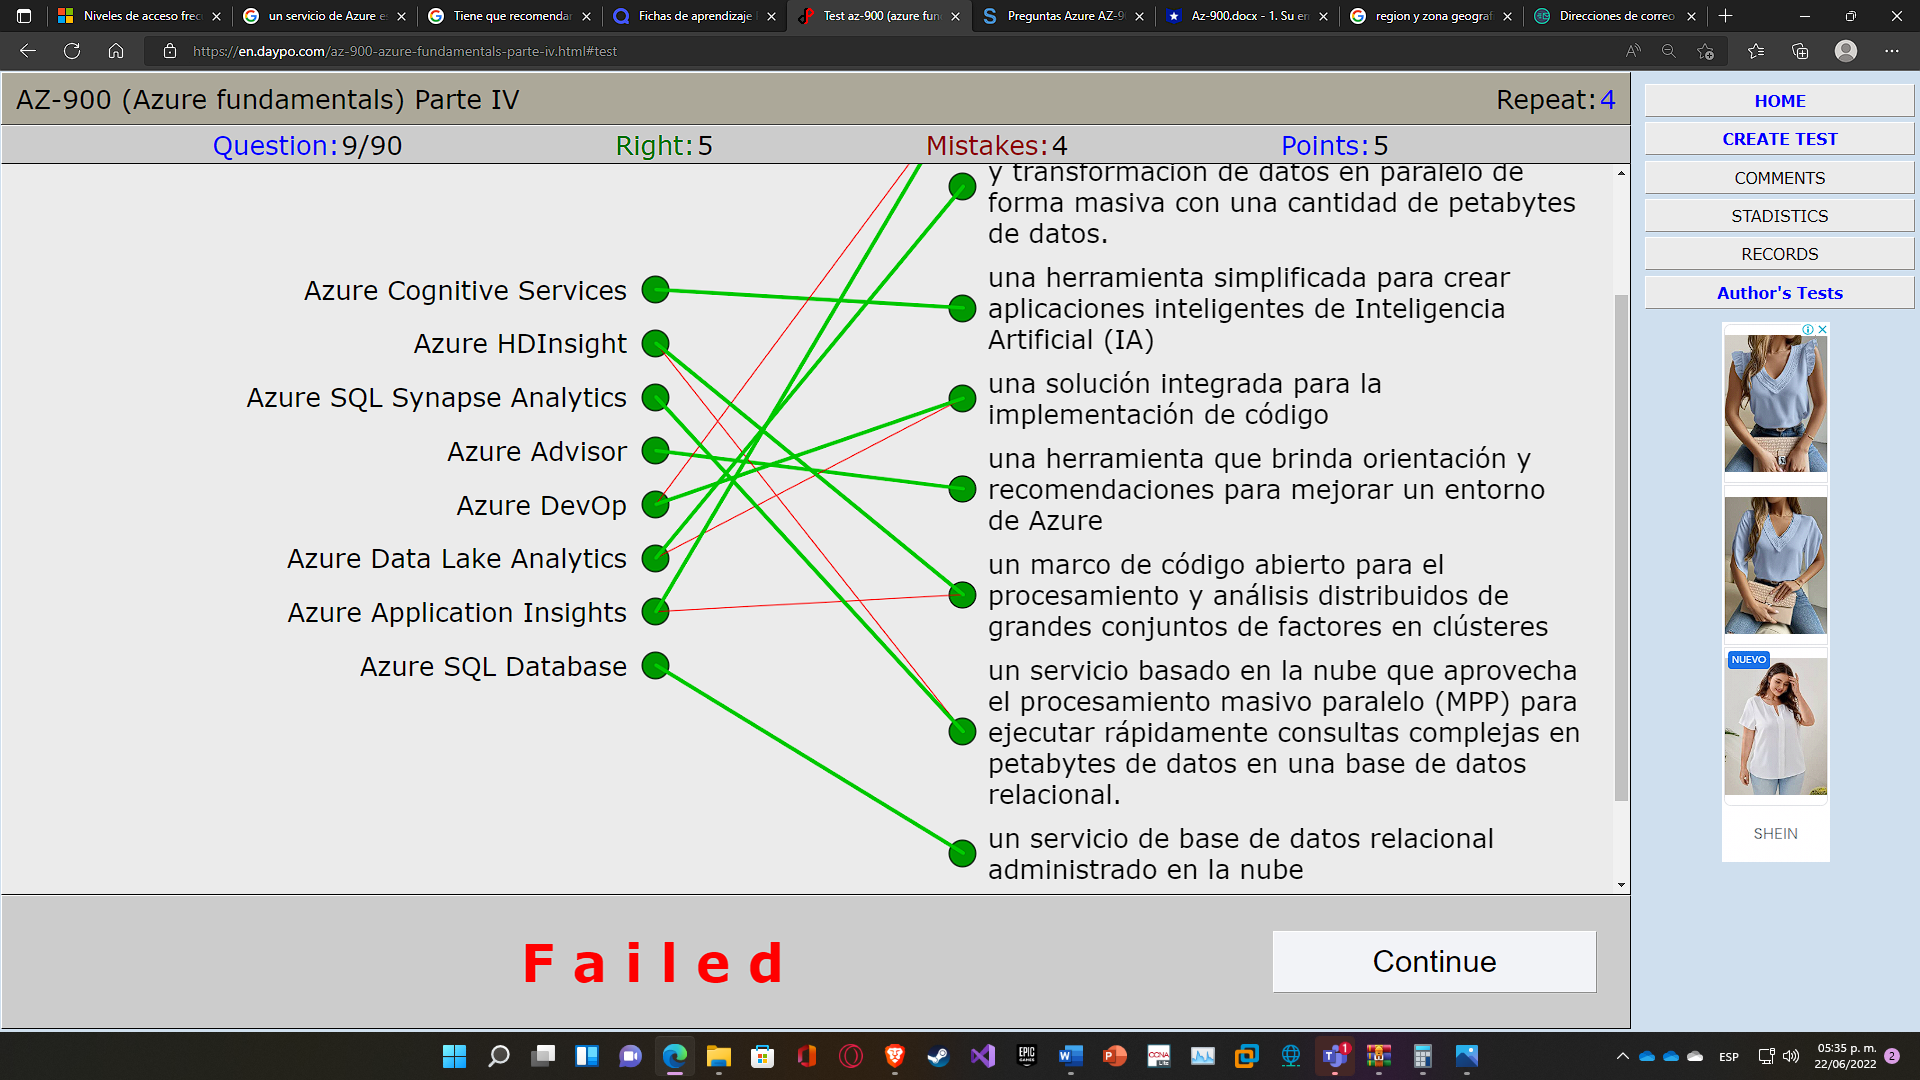 Niveles de acceso frec
un servicio de Azure es
Tiene que recomendar
Fichas de aprendizaje
Test az-900 (azure fun
Preguntas Azure AZ-9
Az-900.docx - 1. Su em
region y zona geograf
Direcciones de correo
https://en.daypo.com/az-900-azure-fundamentals-parte-iv.html#test
AZ-900 (Azure fundamentals) Parte IV
Repeat:4
Question:9/90
Right:5
Mistakes:4
Points:5
y transformación de datos en paralelo de
forma masiva con una cantidad de petabytes
de datos.
Azure Cognitive Services
Azure HDInsight
Azure SQL Synapse Analytics
Azure Advisor
Azure DevOp
Azure Data Lake Analytics
Azure Application Insights
Azure SQL Database
una herramienta simplificada para crear
aplicaciones inteligentes de Inteligencia
Artificial (IA)
una solución integrada para la
implementación de código
una herramienta que brinda orientación y
recomendaciones para mejorar un entorno
de Azure
un marco de código abierto para el
procesamiento y análisis distribuidos de
grandes conjuntos de factores en clústeres
un servicio basado en la nube que aprovecha
el procesamiento masivo paralelo (MPP) para
ejecutar rápidamente consultas complejas en
petabytes de datos en una base de datos
relacional.
un servicio de base de datos relacional
administrado en la nube
Failed
Continue
HOME
CREATE TEST
COMMENTS
STADISTICS
RECORDS
Author's Tests
NUEVO
SHEIN
EPIC
GAMES
CCNA
1
ESP
05:35 p. m.
22/06/2022
2